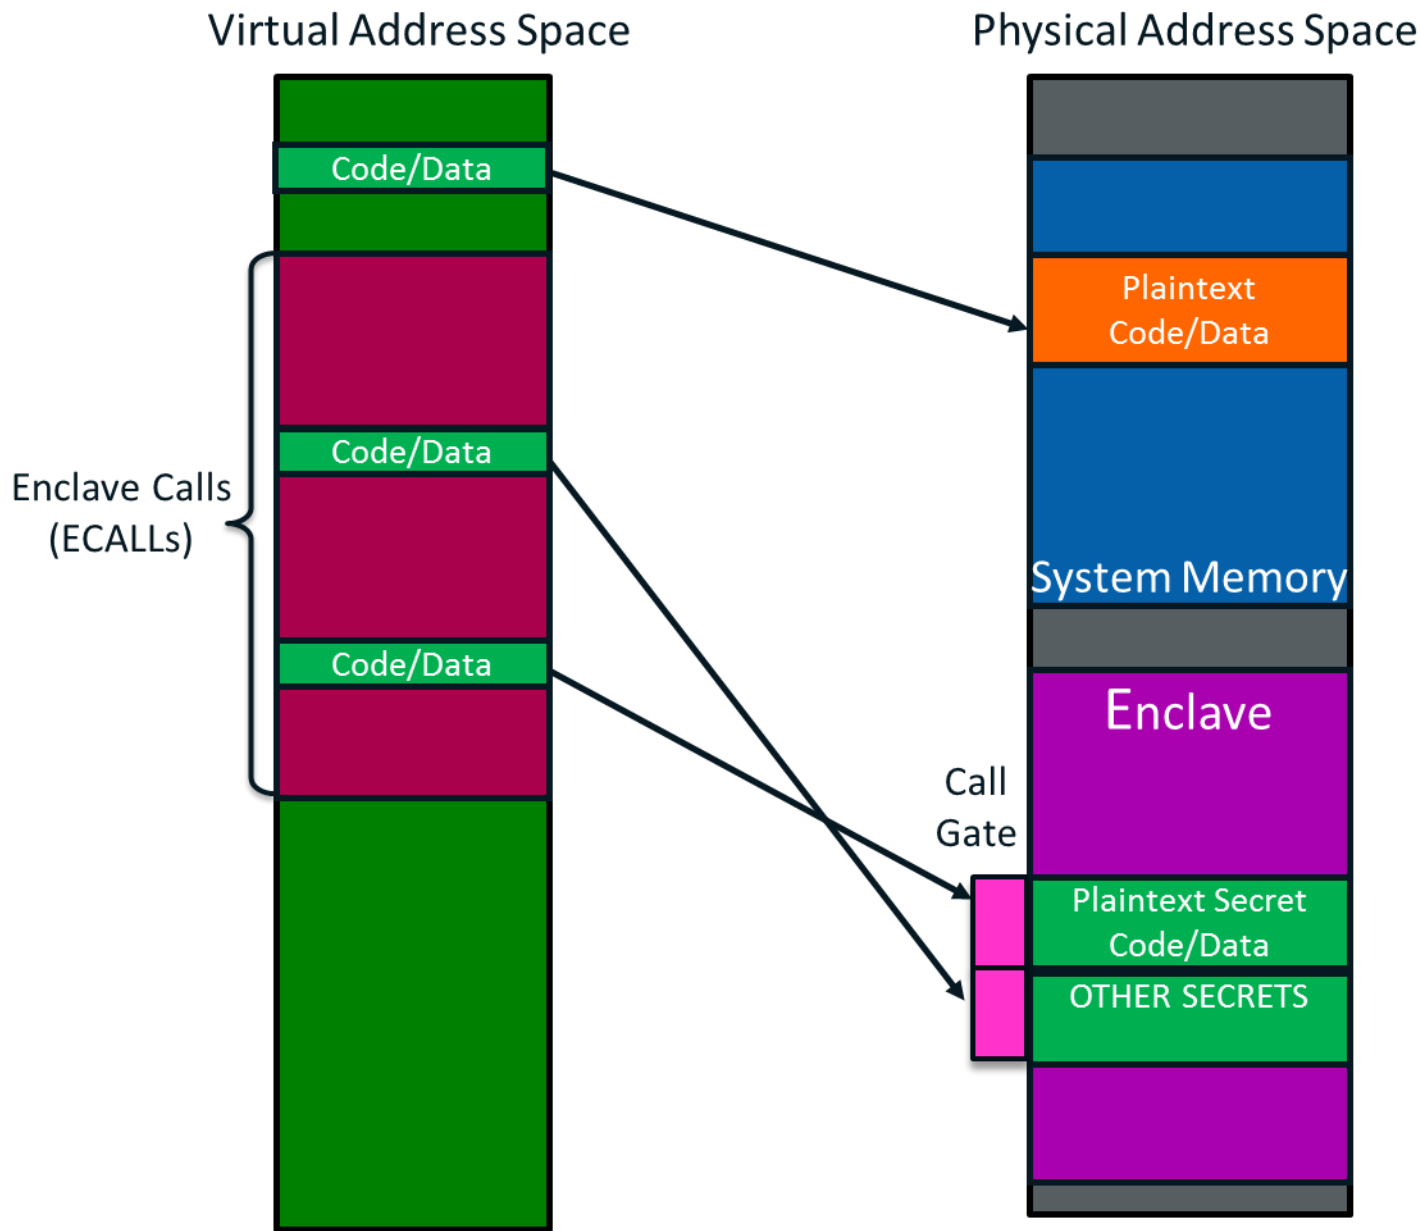 Virtual Address Space
Physical Address Space
Code/Data
Plaintext
Code/Data
Code/Data
Enclave Calls
(ECALLs)
System Memory
Code/Data
Enclave
Call
Gate
Plaintext Secret
Code/Data
OTHER SECRETS